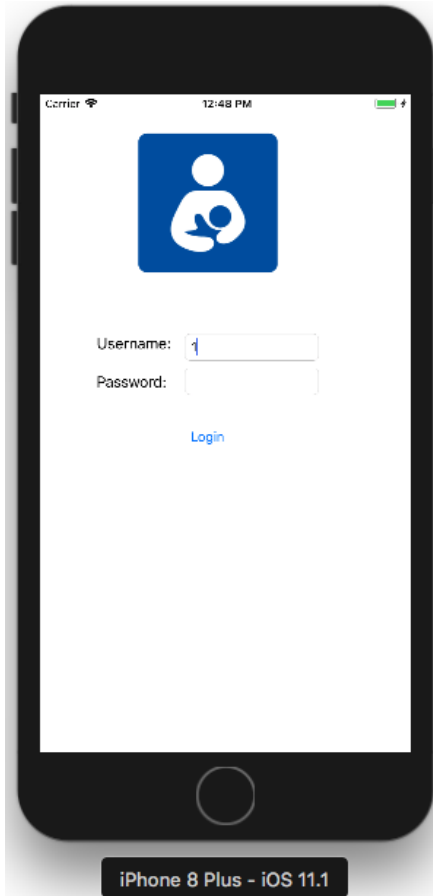 Carrier 12:48 PM
Username: 1
Password:
Login
iPhone 8 Plus - iOS 11.1